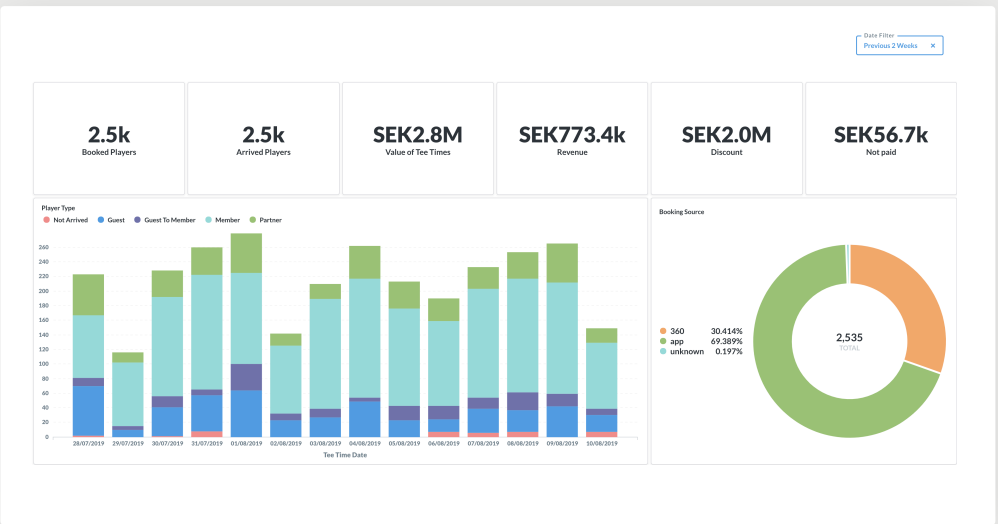 Date Filter
Previous 2 Weeks ×
2.5k
Booked Players
2.5k
Arrived Players
SEK2.8M
Value of Tee Times
SEK773.4k
Revenue
SEK2.0M
Discount
SEK56.7k
Not paid
Player Type
Not Arrived Guest Guest To Member Member Partner
260
240
220
200
180
160
140
120
100
80
60
40
20
0
28/07/2019 29/07/2019 30/07/2019 31/07/2019 01/08/2019 02/08/2019 03/08/2019 04/08/2019 05/08/2019 06/08/2019 07/08/2019 08/08/2019 09/08/2019 10/08/2019
Tee Time Date
Booking Source
360 30.414%
app 69.389%
unknown 0.197%
2,535
TOTAL